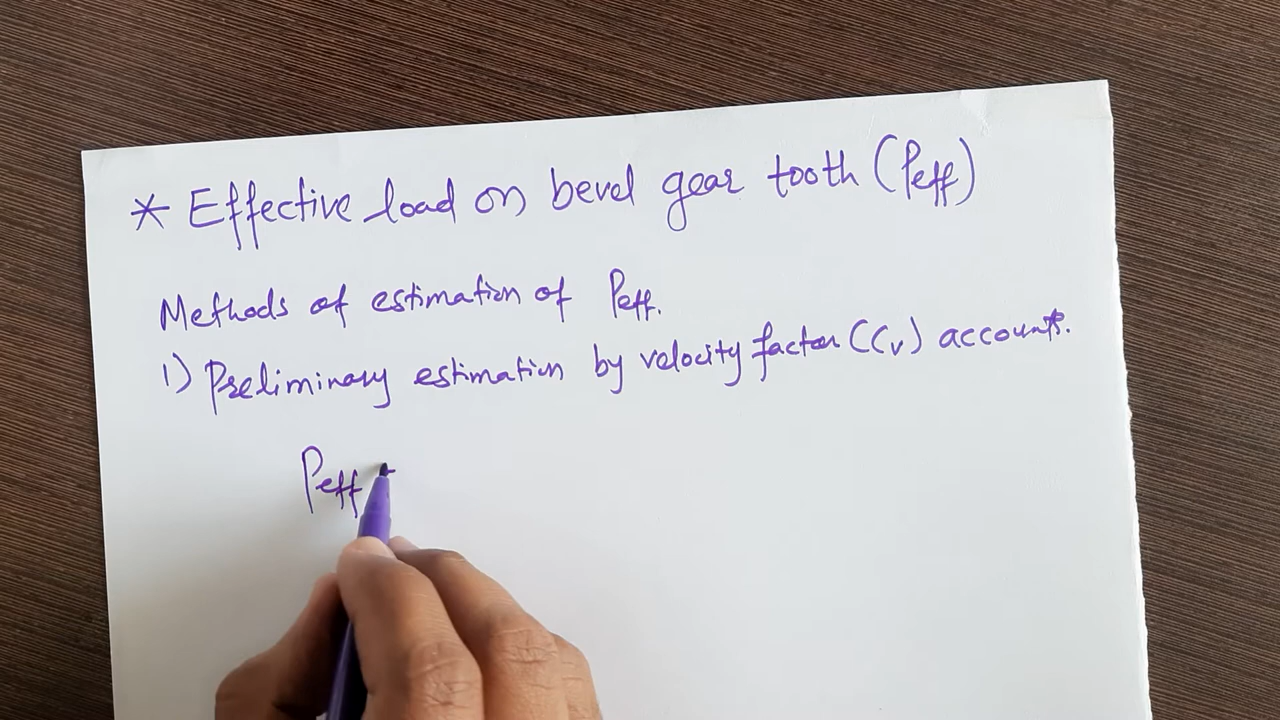 * Effective load on bevel gear tooth (Peff)
Methods of estimation of Peff.
1) Preliminary estimation by velocity factor (Cv) accounts.
Peff =